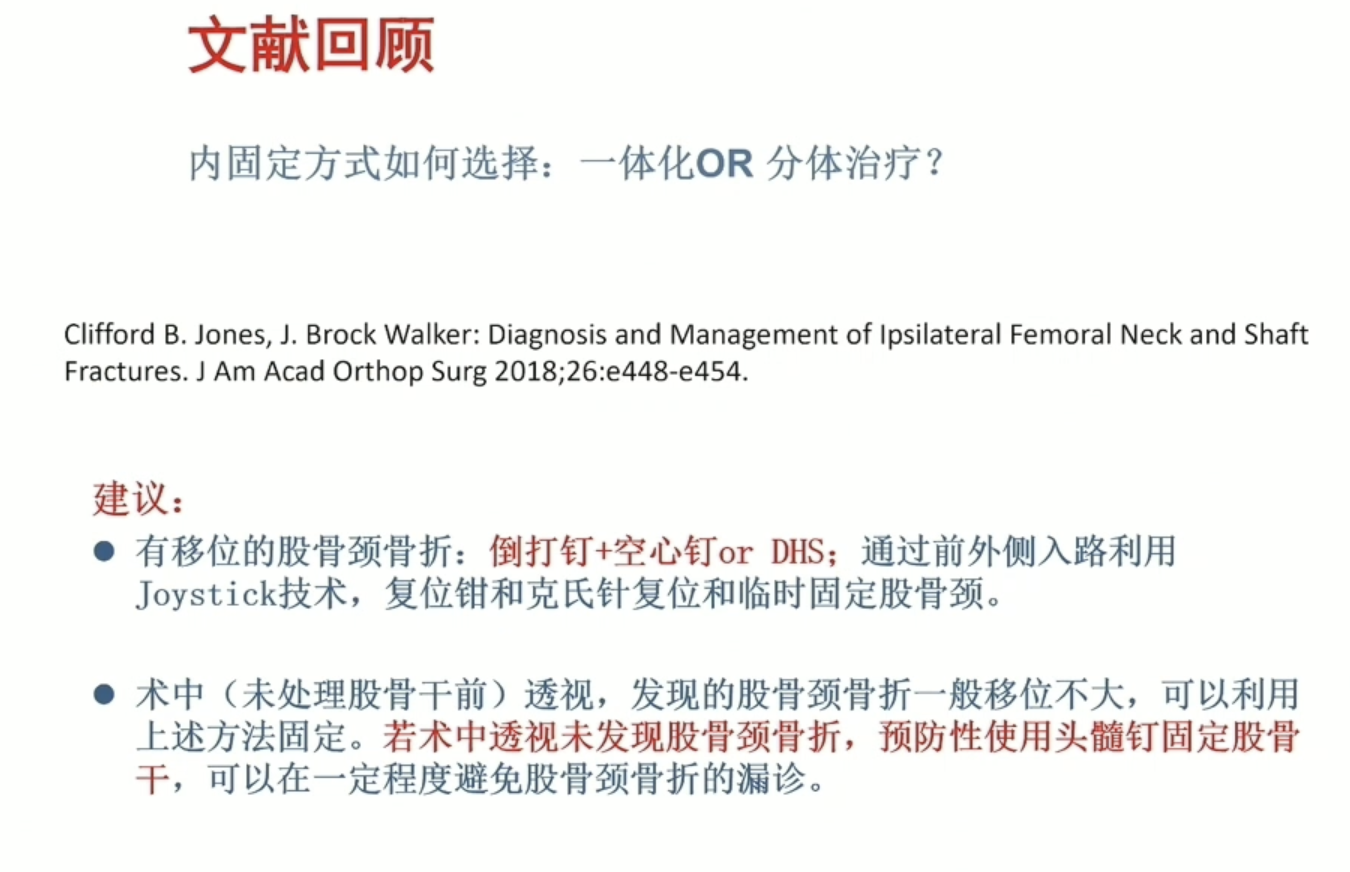 文献回顾
内固定方式如何选择：一体化OR 分体治疗？
Clifford B. Jones, J. Brock Walker: Diagnosis and Management of Ipsilateral Femoral Neck and Shaft
Fractures. J Am Acad Orthop Surg 2018;26:e448-e454.
建议：
● 有移位的股骨颈骨折：倒打钉+空心钉or DHS；通过前外侧入路利用
Joystick技术，复位钳和克氏针复位和临时固定股骨颈。
● 术中（未处理股骨干前）透视，发现的股骨颈骨折一般移位不大，可以利用
上述方法固定。若术中透视未发现股骨颈骨折，预防性使用头髓钉固定股骨
干，可以在一定程度避免股骨颈骨折的漏诊。